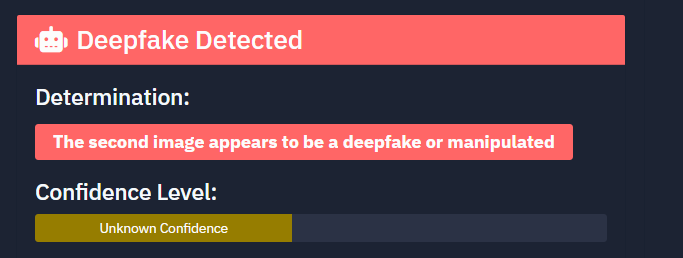 Deepfake Detected
Determination:
The second image appears to be a deepfake or manipulated
Confidence Level:
Unknown Confidence